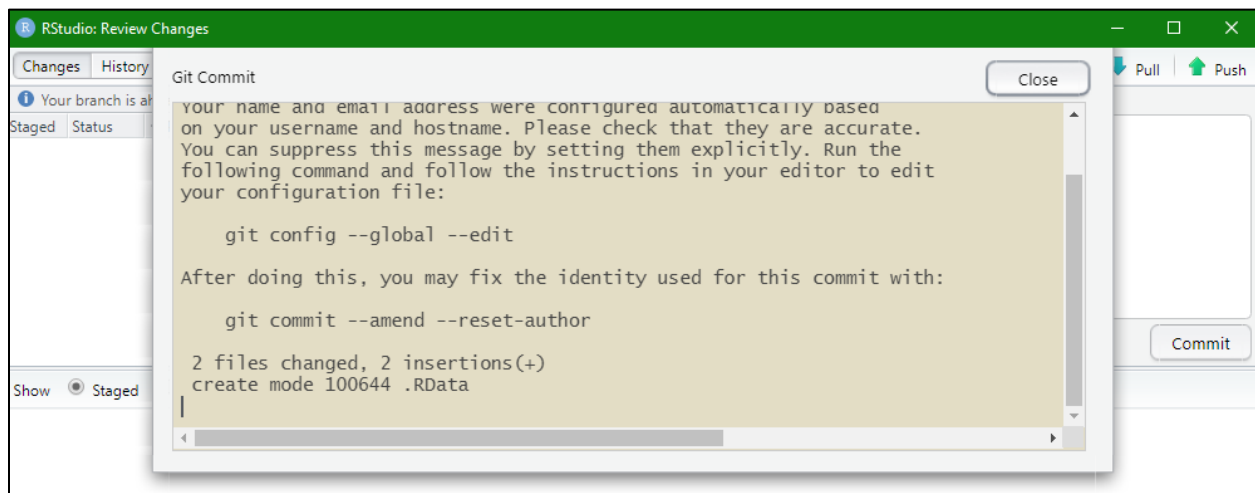 RStudio: Review Changes
Changes History
Git Commit
Close
Pull Push
Your branch is
Staged Status
Your name and email address were configured automatically based
on your username and hostname. Please check that they are accurate.
You can suppress this message by setting them explicitly. Run the
following command and follow the instructions in your editor to edit
your configuration file:
git config --global --edit
After doing this, you may fix the identity used for this commit with:
git commit --amend --reset-author
2 files changed, 2 insertions(+)
create mode 100644 .RData
Commit
Show Staged